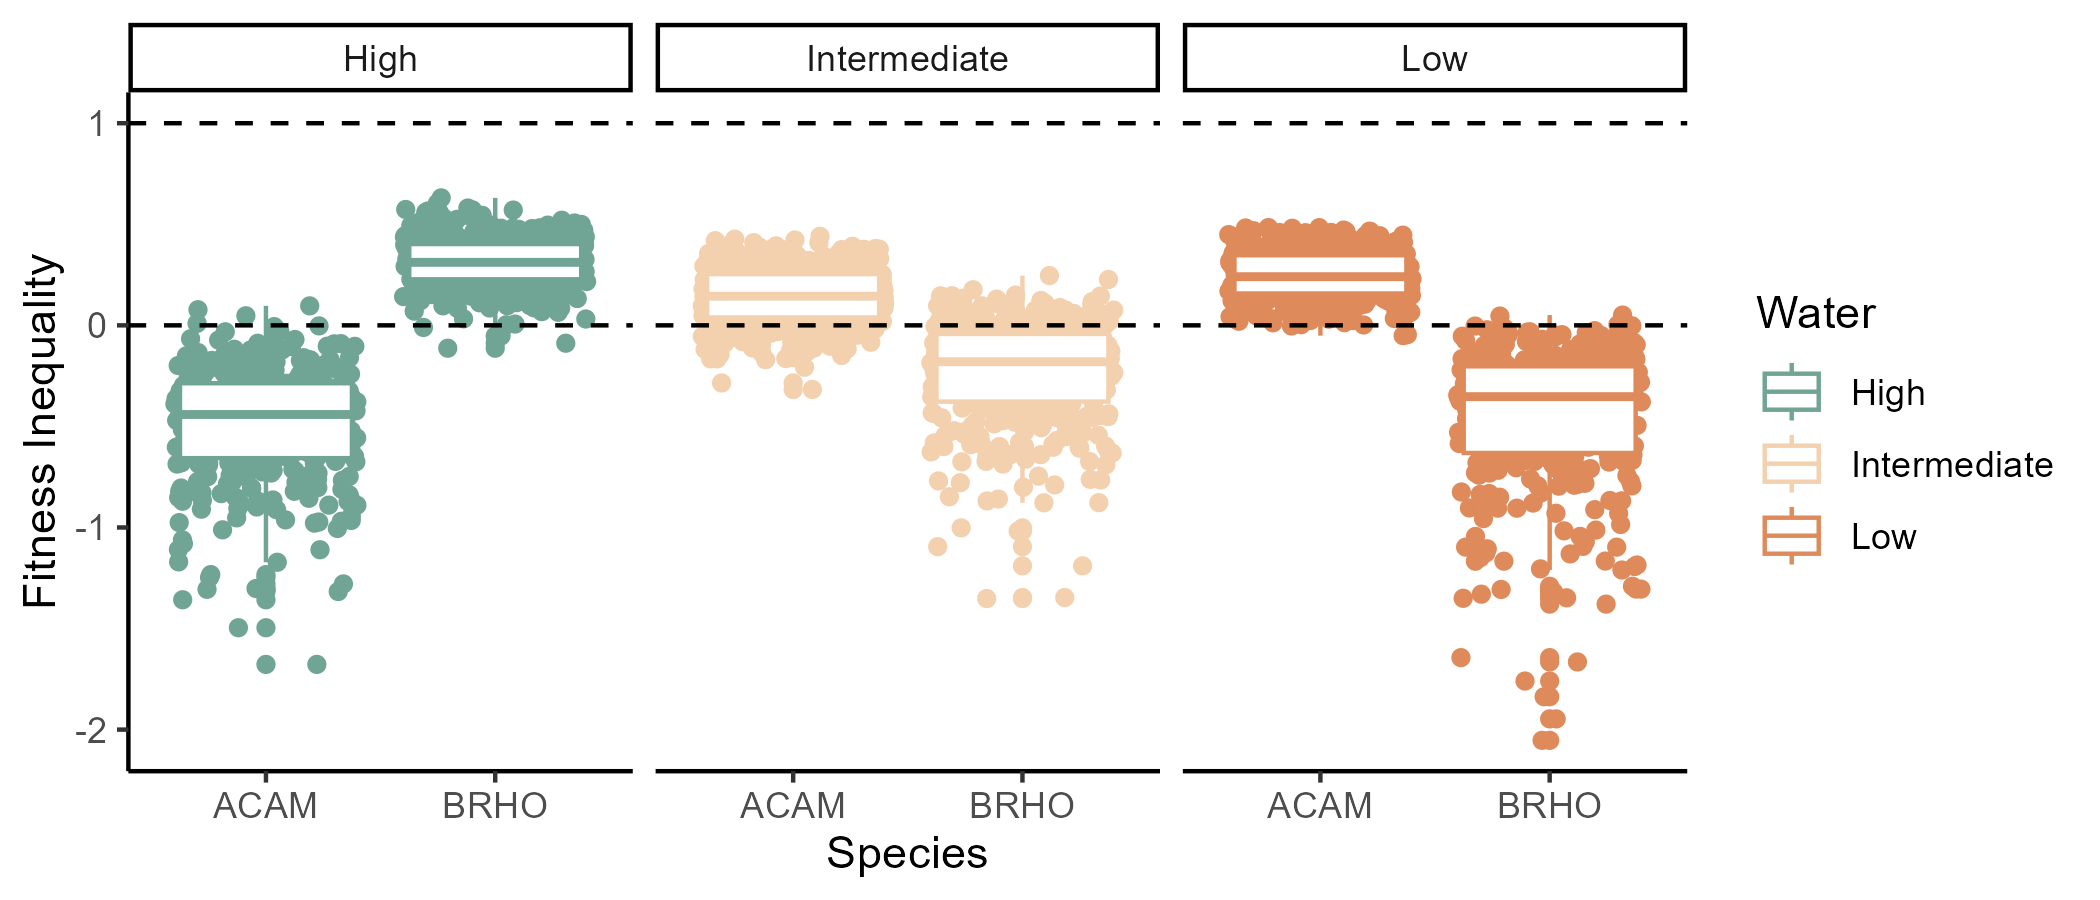 High
Intermediate
Low
Fitness Inequality
1
0
-1
-2
ACAM
BRHO
ACAM
BRHO
ACAM
BRHO
Species
Water
High
Intermediate
Low